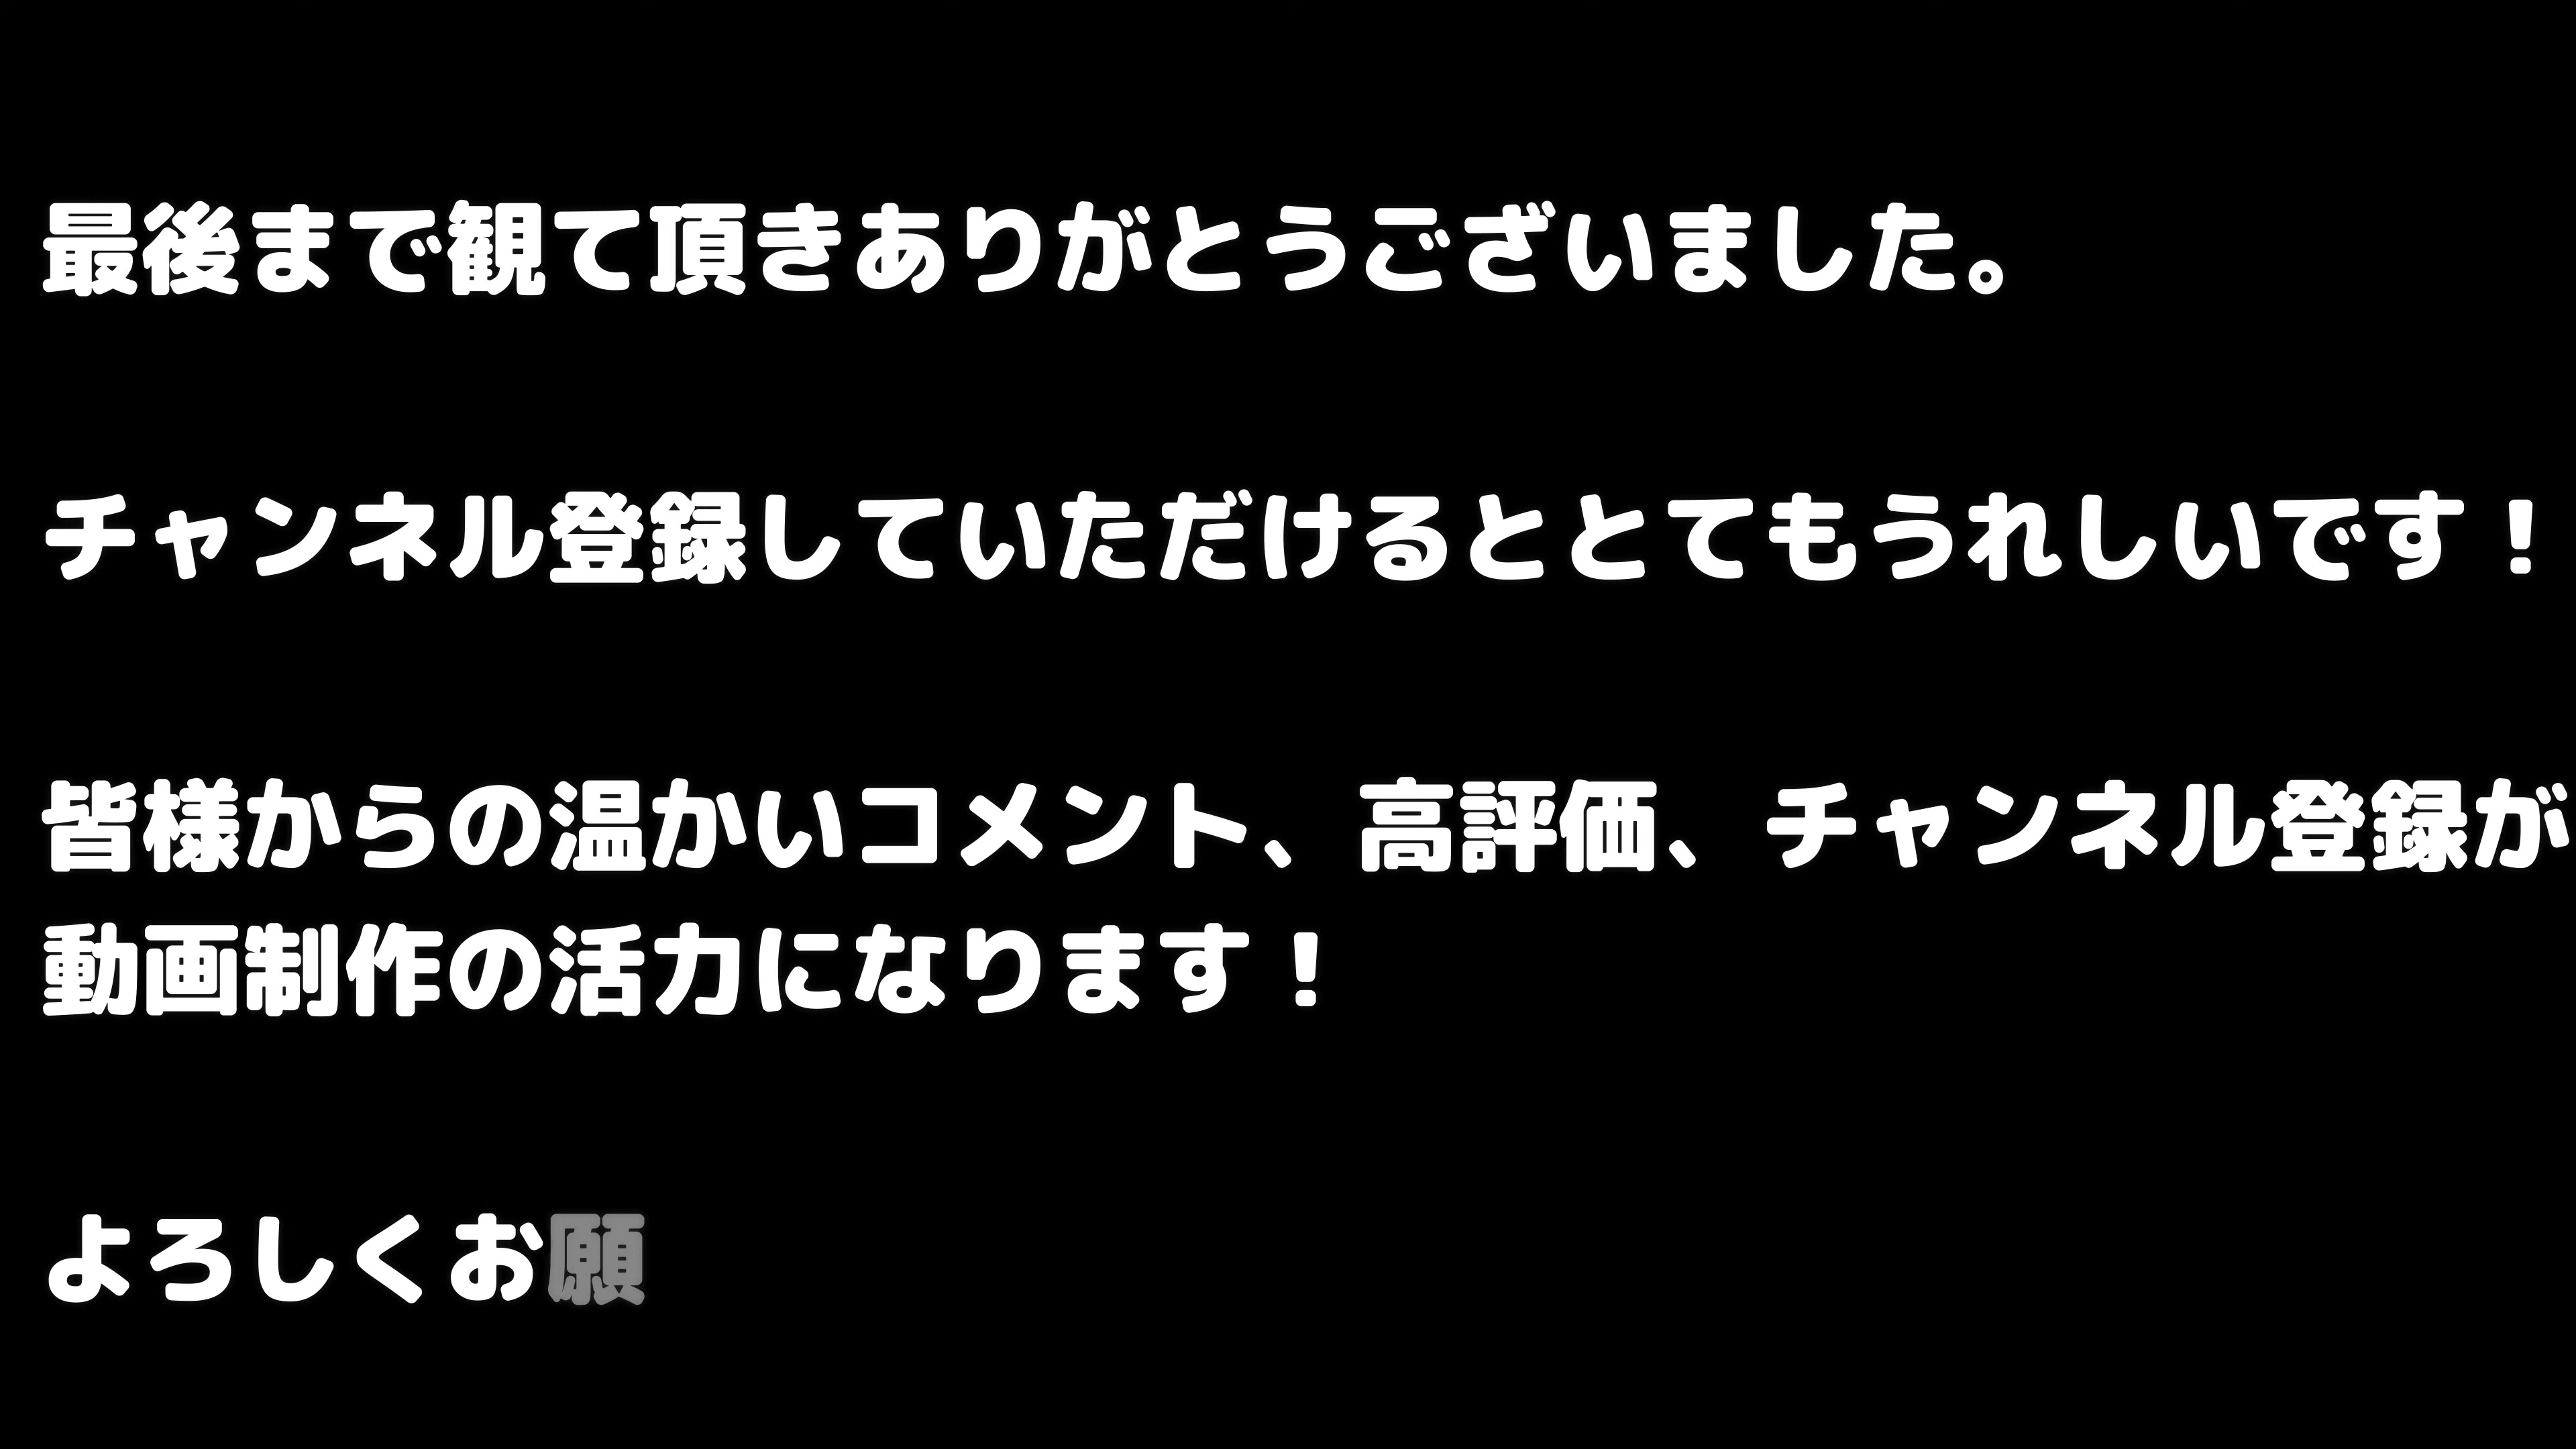 最後まで観て頂きありがとうございました。
チャンネル登録していただけるととてもうれしいです！
皆様からの温かいコメント、高評価、チャンネル登録が
動画制作の活力になります！
よろしくお願